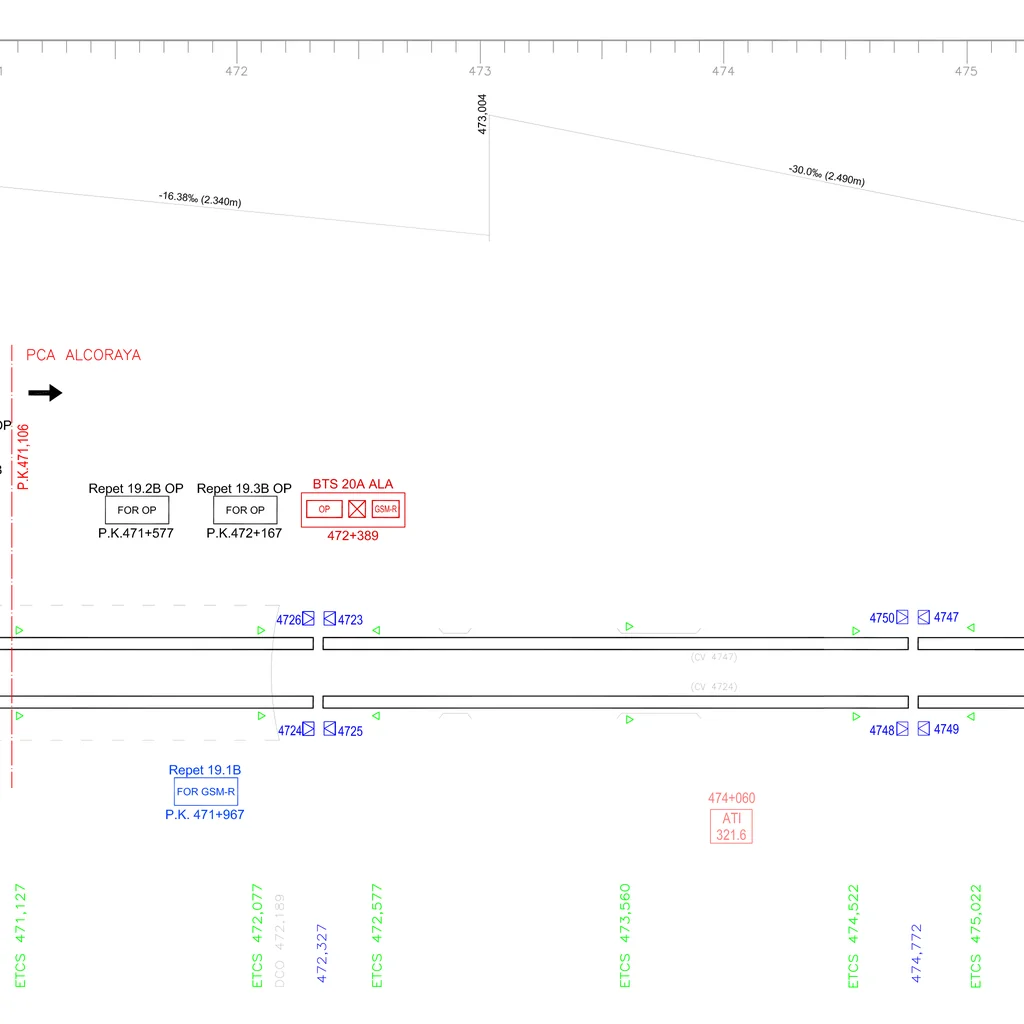 472
473
474
475
473,004
-16.38‰ (2.340m)
-30.0‰ (2.490m)
PCA ALCORAYA
P.K.471,106
OP
Repet 19.2B OP
FOR OP
P.K.471+577
Repet 19.3B OP
FOR OP
P.K.472+167
BTS 20A ALA
OP
GSM-R
472+389
4726
4723
4750
4747
(CV 4747)
(CV 4724)
4724
4725
4748
4749
Repet 19.1B
FOR GSM-R
P.K. 471+967
474+060
ATI
321.6
ETCS 471,127
ETCS 472,077
DCO 472,189
472,327
ETCS 472,577
ETCS 473,560
ETCS 474,522
474,772
ETCS 475,022